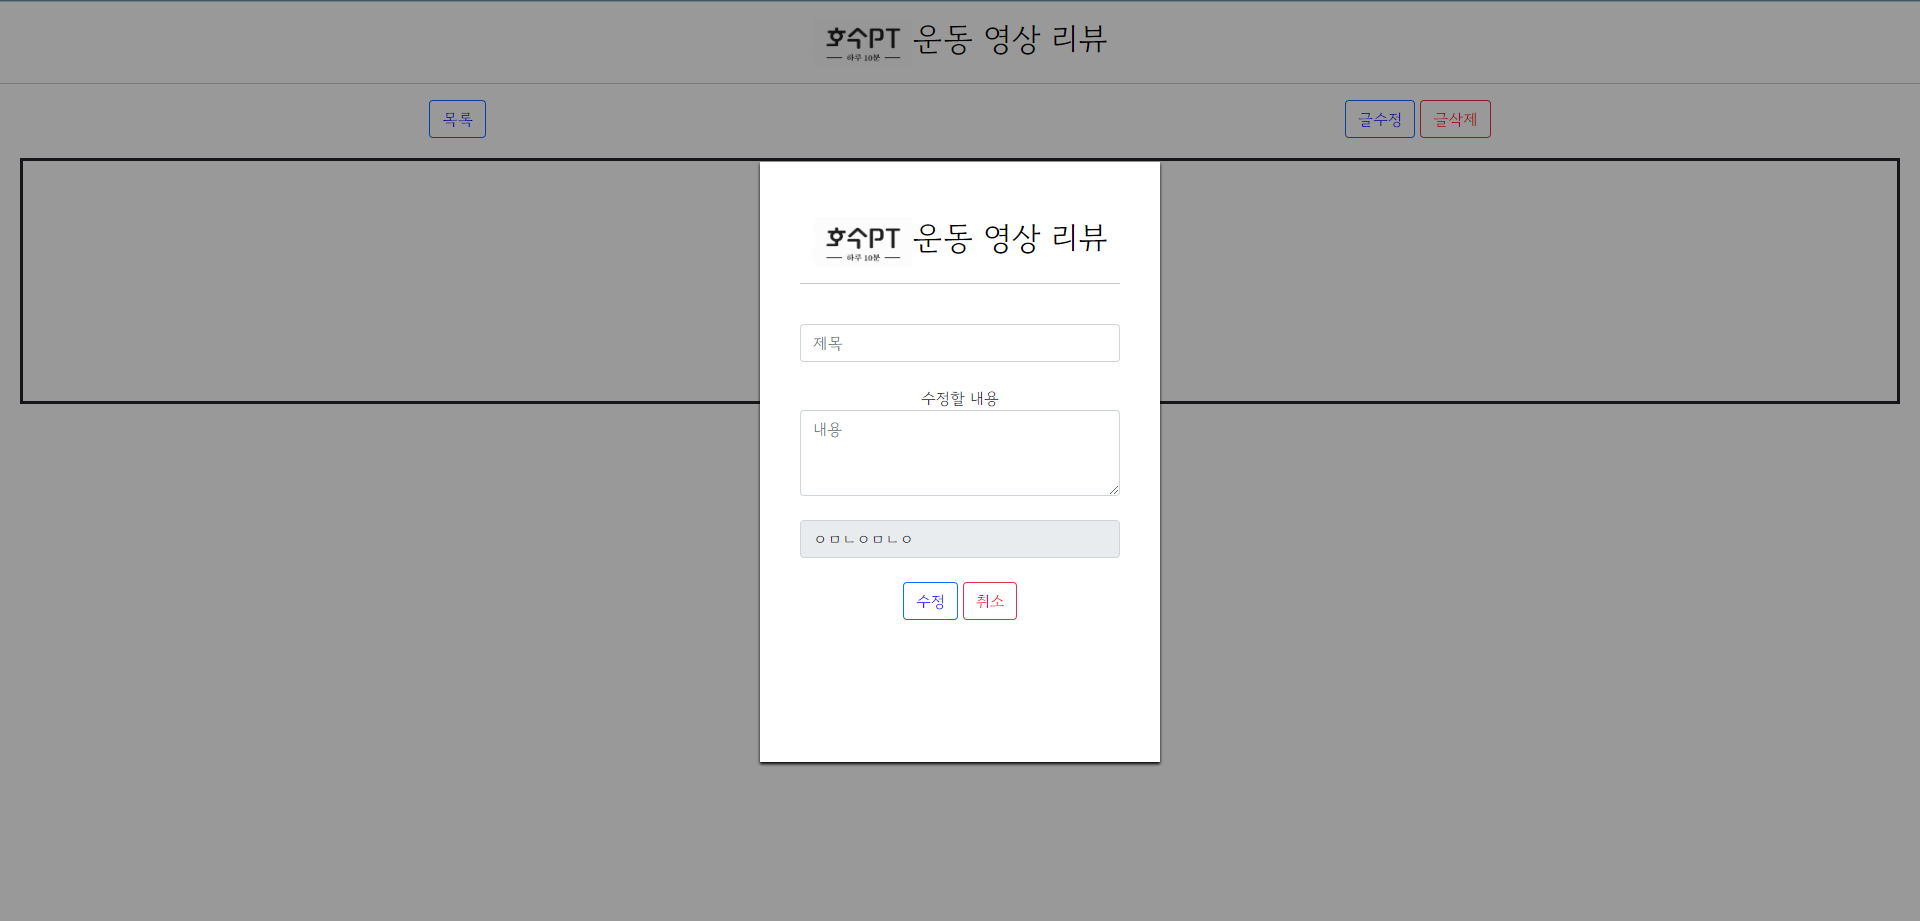 호수PT 운동 영상 리뷰
하루 10분
목록
글수정 글삭제
호수PT 운동 영상 리뷰
하루 10분
제목
수정할 내용
내용
ㅇㅁㄴㅇㅁㄴㅇ
수정 취소